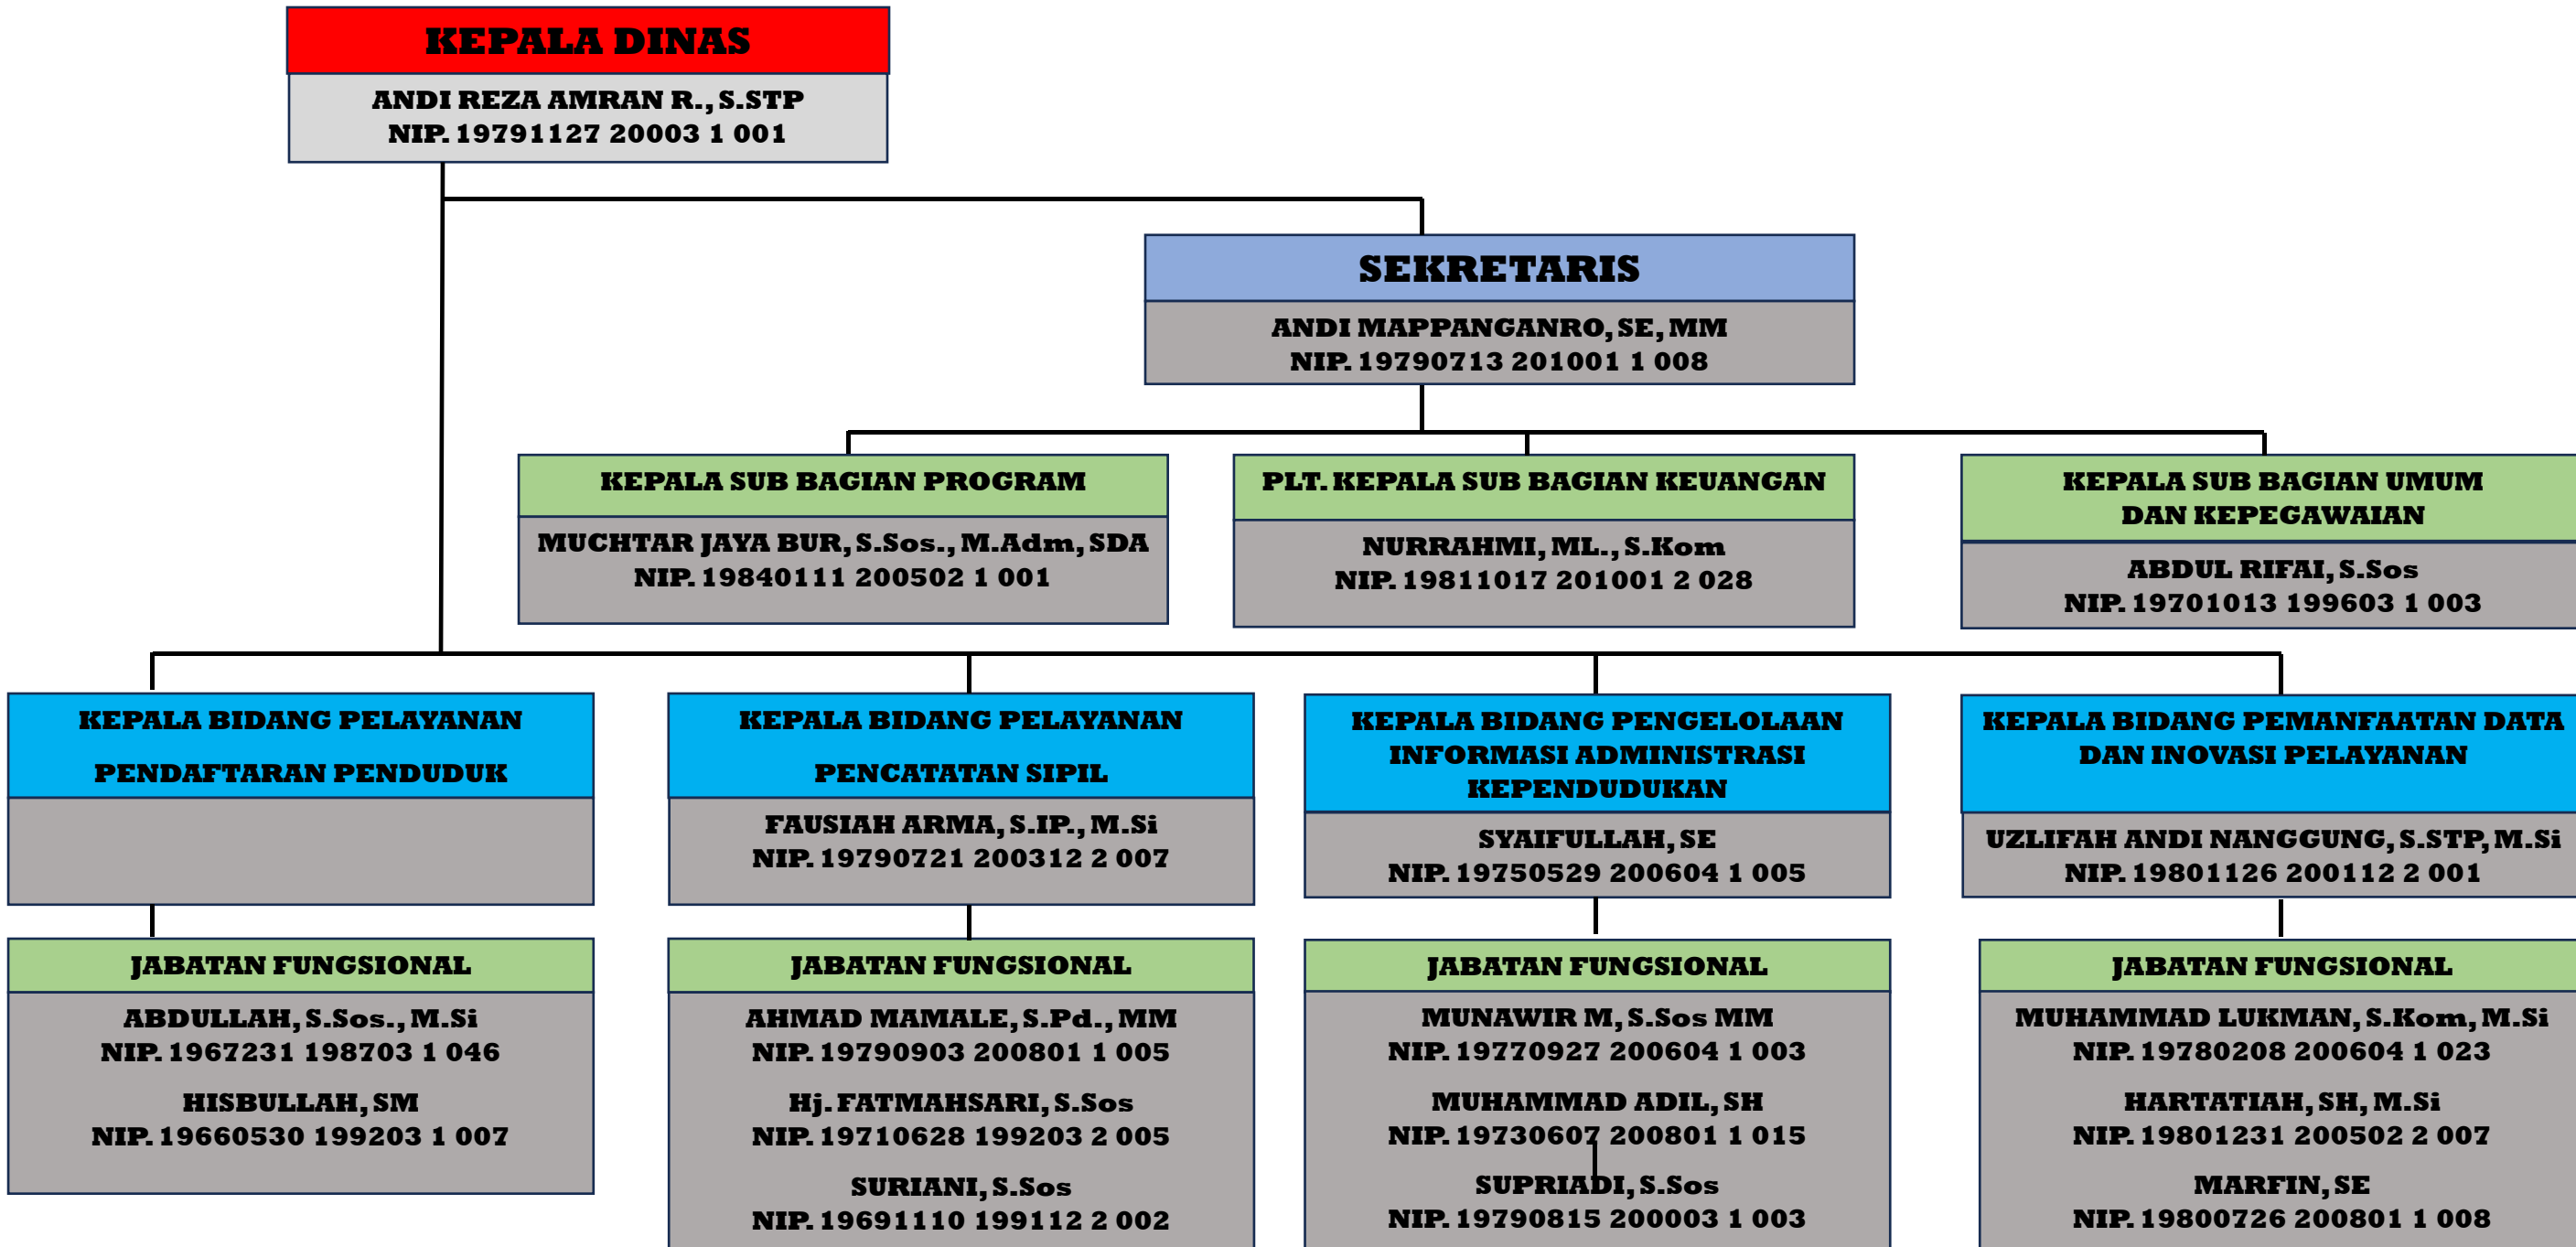 KEPALA DINAS
ANDI REZA AMRAN R., S.STP
NIP. 19791127 20003 1 001
SEKRETARIS
ANDI MAPPANGANRO, SE, MM
NIP. 19790713 201001 1 008
KEPALA SUB BAGIAN PROGRAM
MUCHTAR JAYA BUR, S.Sos., M.Adm, SDA
NIP. 19840111 200502 1 001
PLT. KEPALA SUB BAGIAN KEUANGAN
NURRAHMI, ML., S.Kom
NIP. 19811017 201001 2 028
KEPALA SUB BAGIAN UMUM
DAN KEPEGAWAIAN
ABDUL RIFAI, S.Sos
NIP. 19701013 199603 1 003
KEPALA BIDANG PELAYANAN
PENDAFTARAN PENDUDUK
KEPALA BIDANG PELAYANAN
PENCATATAN SIPIL
FAUSIAH ARMA, S.IP., M.Si
NIP. 19790721 200312 2 007
KEPALA BIDANG PENGELOLAAN
INFORMASI ADMINISTRASI
KEPENDUDUKAN
SYAIFULLAH, SE
NIP. 19750529 200604 1 005
KEPALA BIDANG PEMANFAATAN DATA
DAN INOVASI PELAYANAN
UZLIFAH ANDI NANGGUNG, S.STP, M.Si
NIP. 19801126 200112 2 001
JABATAN FUNGSIONAL
ABDULLAH, S.Sos., M.Si
NIP. 1967231 198703 1 046
HISBULLAH, SM
NIP. 19660530 199203 1 007
JABATAN FUNGSIONAL
AHMAD MAMALE, S.Pd., MM
NIP. 19790903 200801 1 005
Hj. FATMAHSARI, S.Sos
NIP. 19710628 199203 2 005
SURIANI, S.Sos
NIP. 19691110 199112 2 002
JABATAN FUNGSIONAL
MUNAWIR M, S.Sos MM
NIP. 19770927 200604 1 003
MUHAMMAD ADIL, SH
NIP. 19730607 200801 1 015
SUPRIADI, S.Sos
NIP. 19790815 200003 1 003
JABATAN FUNGSIONAL
MUHAMMAD LUKMAN, S.Kom, M.Si
NIP. 19780208 200604 1 023
HARTATIAH, SH, M.Si
NIP. 19801231 200502 2 007
MARFIN, SE
NIP. 19800726 200801 1 008